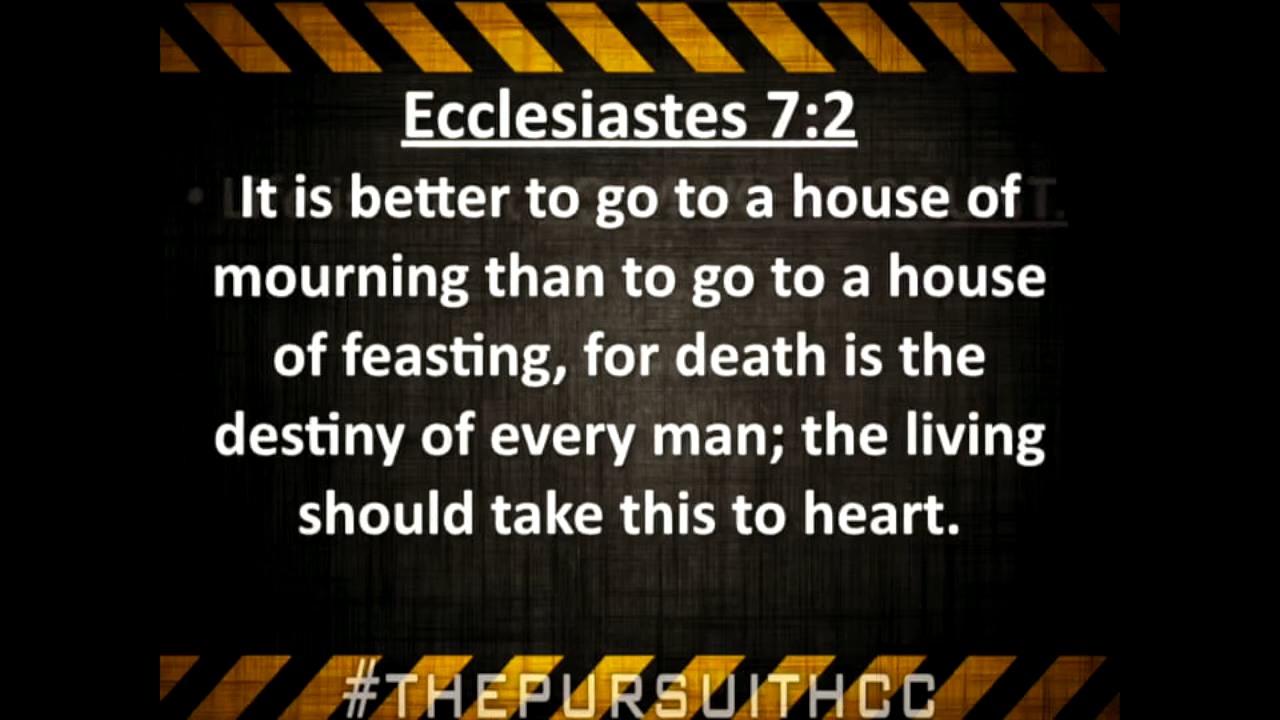 Ecclesiastes 7:2
It is better to go to a house of
mourning than to go to a house
of feasting, for death is the
destiny of every man; the living
should take this to heart.
#THEPURSUITHCC